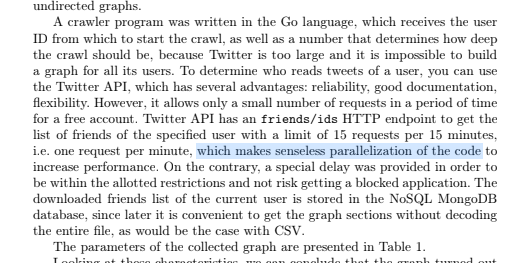 undirected graphs.
A crawler program was written in the Go language, which receives the user
ID from which to start the crawl, as well as a number that determines how deep
the crawl should be, because Twitter is too large and it is impossible to build
a graph for all its users. To determine who reads tweets of a user, you can use
the Twitter API, which has several advantages: reliability, good documentation,
flexibility. However, it allows only a small number of requests in a period of time
for a free account. Twitter API has an friends/ids HTTP endpoint to get the
list of friends of the specified user with a limit of 15 requests per 15 minutes,
i.e. one request per minute, which makes senseless parallelization of the code to
increase performance. On the contrary, a special delay was provided in order to
be within the allotted restrictions and not risk getting a blocked application. The
downloaded friends list of the current user is stored in the NoSQL MongoDB
database, since later it is convenient to get the graph sections without decoding
the entire file, as would be the case with CSV.
The parameters of the collected graph are presented in Table 1.
Looking at these characteristics, we can conclude that the graph turned out